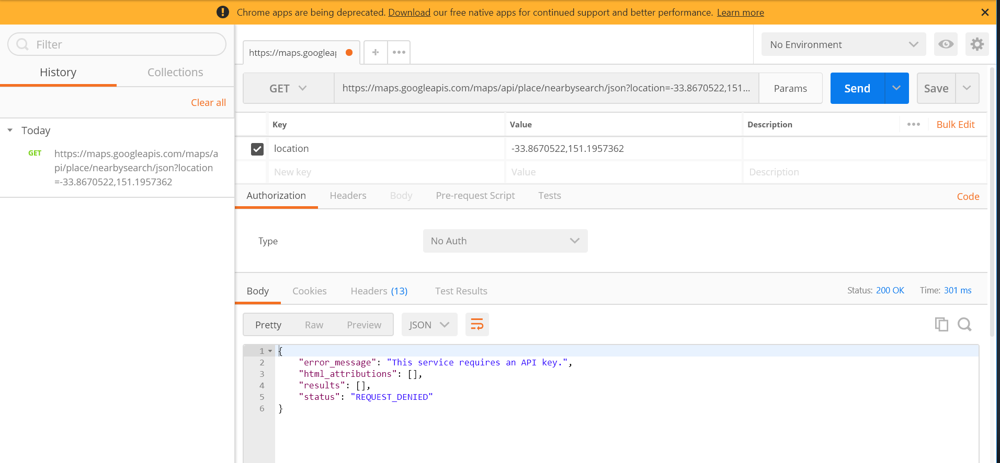 Chrome apps are being deprecated. Download our free native apps for continued support and better performance. Learn more
Filter
History Collections
Clear all
Today
GET https://maps.googleapis.com/maps/a
pi/place/nearbysearch/json?location
=-33.8670522,151.1957362
https://maps.googleap
No Environment
GET https://maps.googleapis.com/maps/api/place/nearbysearch/json?location=-33.8670522,151... Params Send Save
Key Value Description Bulk Edit
location -33.8670522,151.1957362
New key Value Description
Authorization Headers Body Pre-request Script Tests Code
Type No Auth
Body Cookies Headers (13) Test Results Status: 200 OK Time: 301 ms
Pretty Raw Preview JSON
1 {
2 "error_message": "This service requires an API key.",
3 "html_attributions": [],
4 "results": [],
5 "status": "REQUEST_DENIED"
6 }